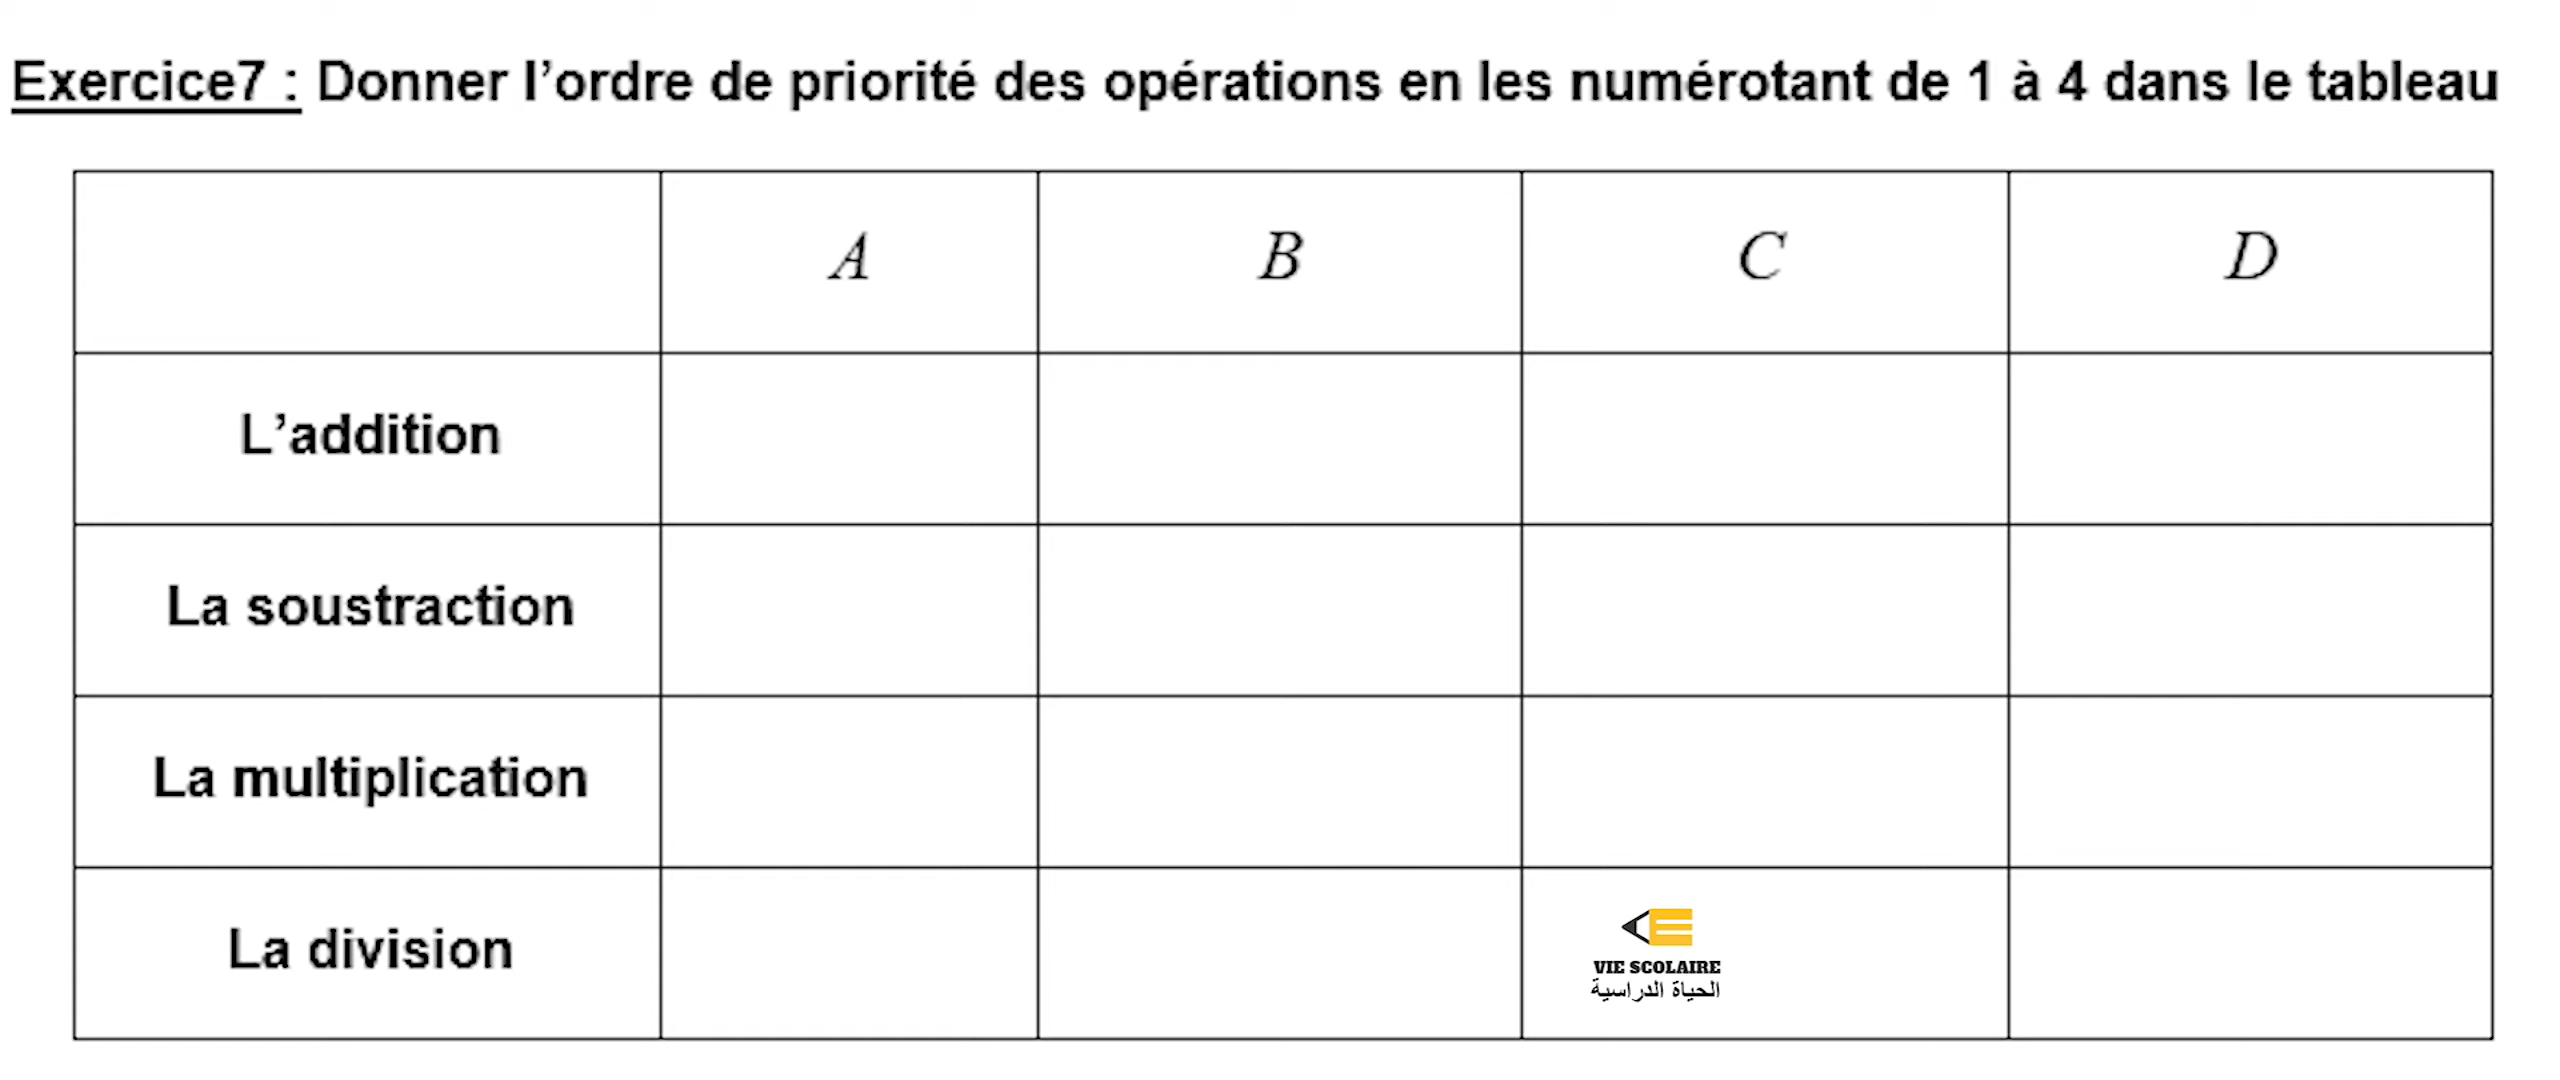 Exercice7 : Donner l’ordre de priorité des opérations en les numérotant de 1 à 4 dans le tableau
A B C D
L’addition
La soustraction
La multiplication
La division
VIE SCOLAIRE
الحياة الدراسية